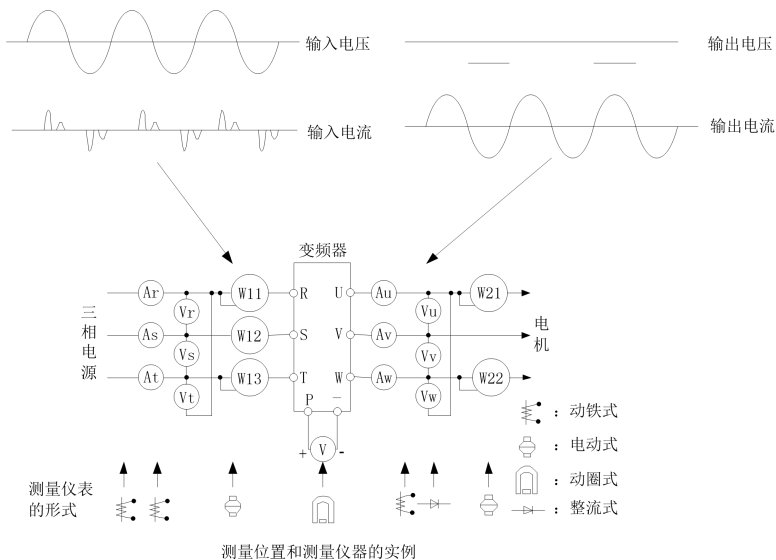 输入电压
输出电压
输入电流
输出电流
变频器
三相电源
Ar
Vr
W11
R
U
Au
Vu
W21
As
Vs
W12
S
V
Av
Vv
电机
At
Vt
W13
T
W
Aw
Vw
W22
P
—
+
V
-
：动铁式
：电动式
：动圈式
：整流式
测量仪表
的形式
测量位置和测量仪器的实例